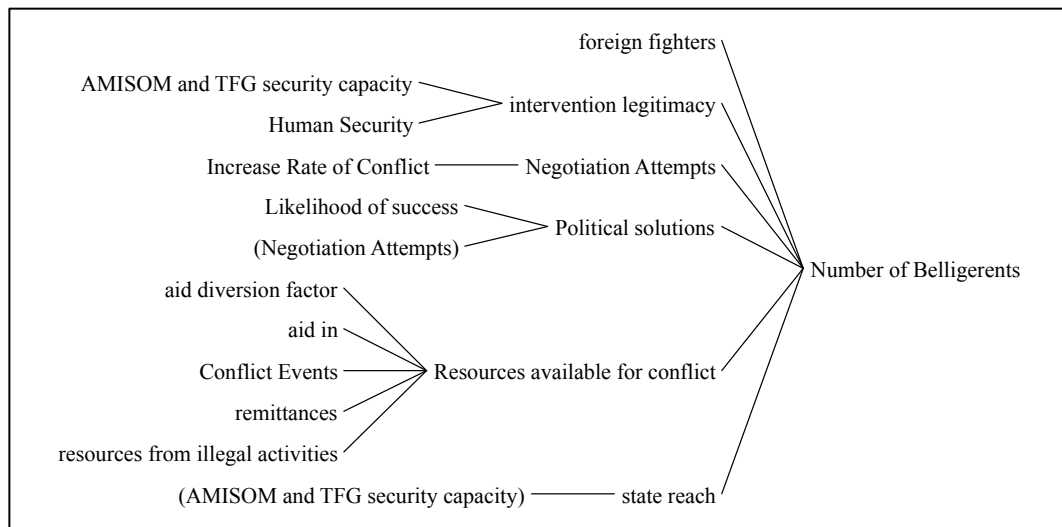 foreign fighters
AMISOM and TFG security capacity
intervention legitimacy
Human Security
Increase Rate of Conflict
Negotiation Attempts
Likelihood of success
Political solutions
(Negotiation Attempts)
Number of Belligerents
aid diversion factor
aid in
Conflict Events
Resources available for conflict
remittances
resources from illegal activities
(AMISOM and TFG security capacity)
state reach